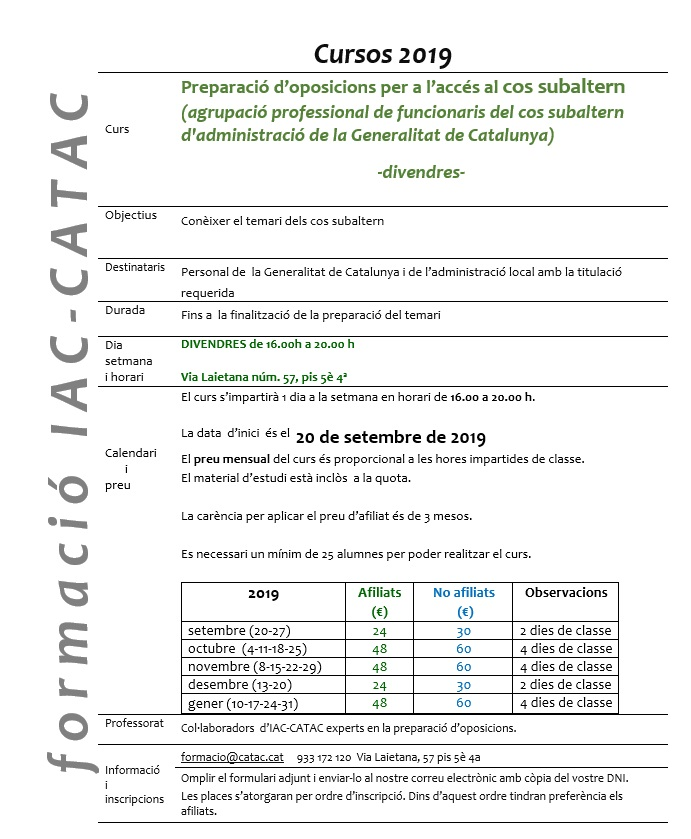 formació IAC-CATAC
Cursos 2019
Curs
Preparació d’oposicions per a l’accés al cos subaltern
(agrupació professional de funcionaris del cos subaltern
d'administració de la Generalitat de Catalunya)
-divendres-
Objectius
Conèixer el temari dels cos subaltern
Destinataris
Personal de la Generalitat de Catalunya i de l’administració local amb la titulació
requerida
Durada
Fins a la finalització de la preparació del temari
Dia
setmana
i horari
DIVENDRES de 16.00h a 20.00 h
Via Laietana núm. 57, pis 5è 4ª
Calendari
i
preu
El curs s’impartirà 1 dia a la setmana en horari de 16.00 a 20.00 h.
La data d’inici és el 20 de setembre de 2019
El preu mensual del curs és proporcional a les hores impartides de classe.
El material d’estudi està inclòs a la quota.
La carència per aplicar el preu d’afiliat és de 3 mesos.
Es necessari un mínim de 25 alumnes per poder realitzar el curs.
2019 Afiliats (€) No afiliats (€) Observacions
setembre (20-27) 24 30 2 dies de classe
octubre (4-11-18-25) 48 60 4 dies de classe
novembre (8-15-22-29) 48 60 4 dies de classe
desembre (13-20) 24 30 2 dies de classe
gener (10-17-24-31) 48 60 4 dies de classe
Professorat
Col·laboradors d’IAC-CATAC experts en la preparació d’oposicions.
Informació
i
inscripcions
formacio@catac.cat 933 172 120 Via Laietana, 57 pis 5è 4a
Omplir el formulari adjunt i enviar-lo al nostre correu electrònic amb còpia del vostre DNI.
Les places s’atorgaran per ordre d’inscripció. Dins d’aquest ordre tindran preferència els
afiliats.